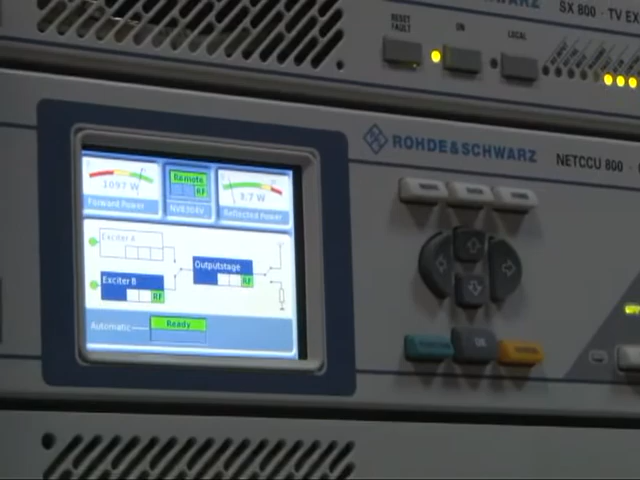 SX 800 · TV EX
RESET
FAULT
ON
LOCAL
ROHDE&SCHWARZ
NETCCU 800 ·
1097 W
Forward Power
Remote
RF
3.7 W
Reflected Power
Exciter A
Exciter B
RF
Outputstage
RF
Automatic
Ready